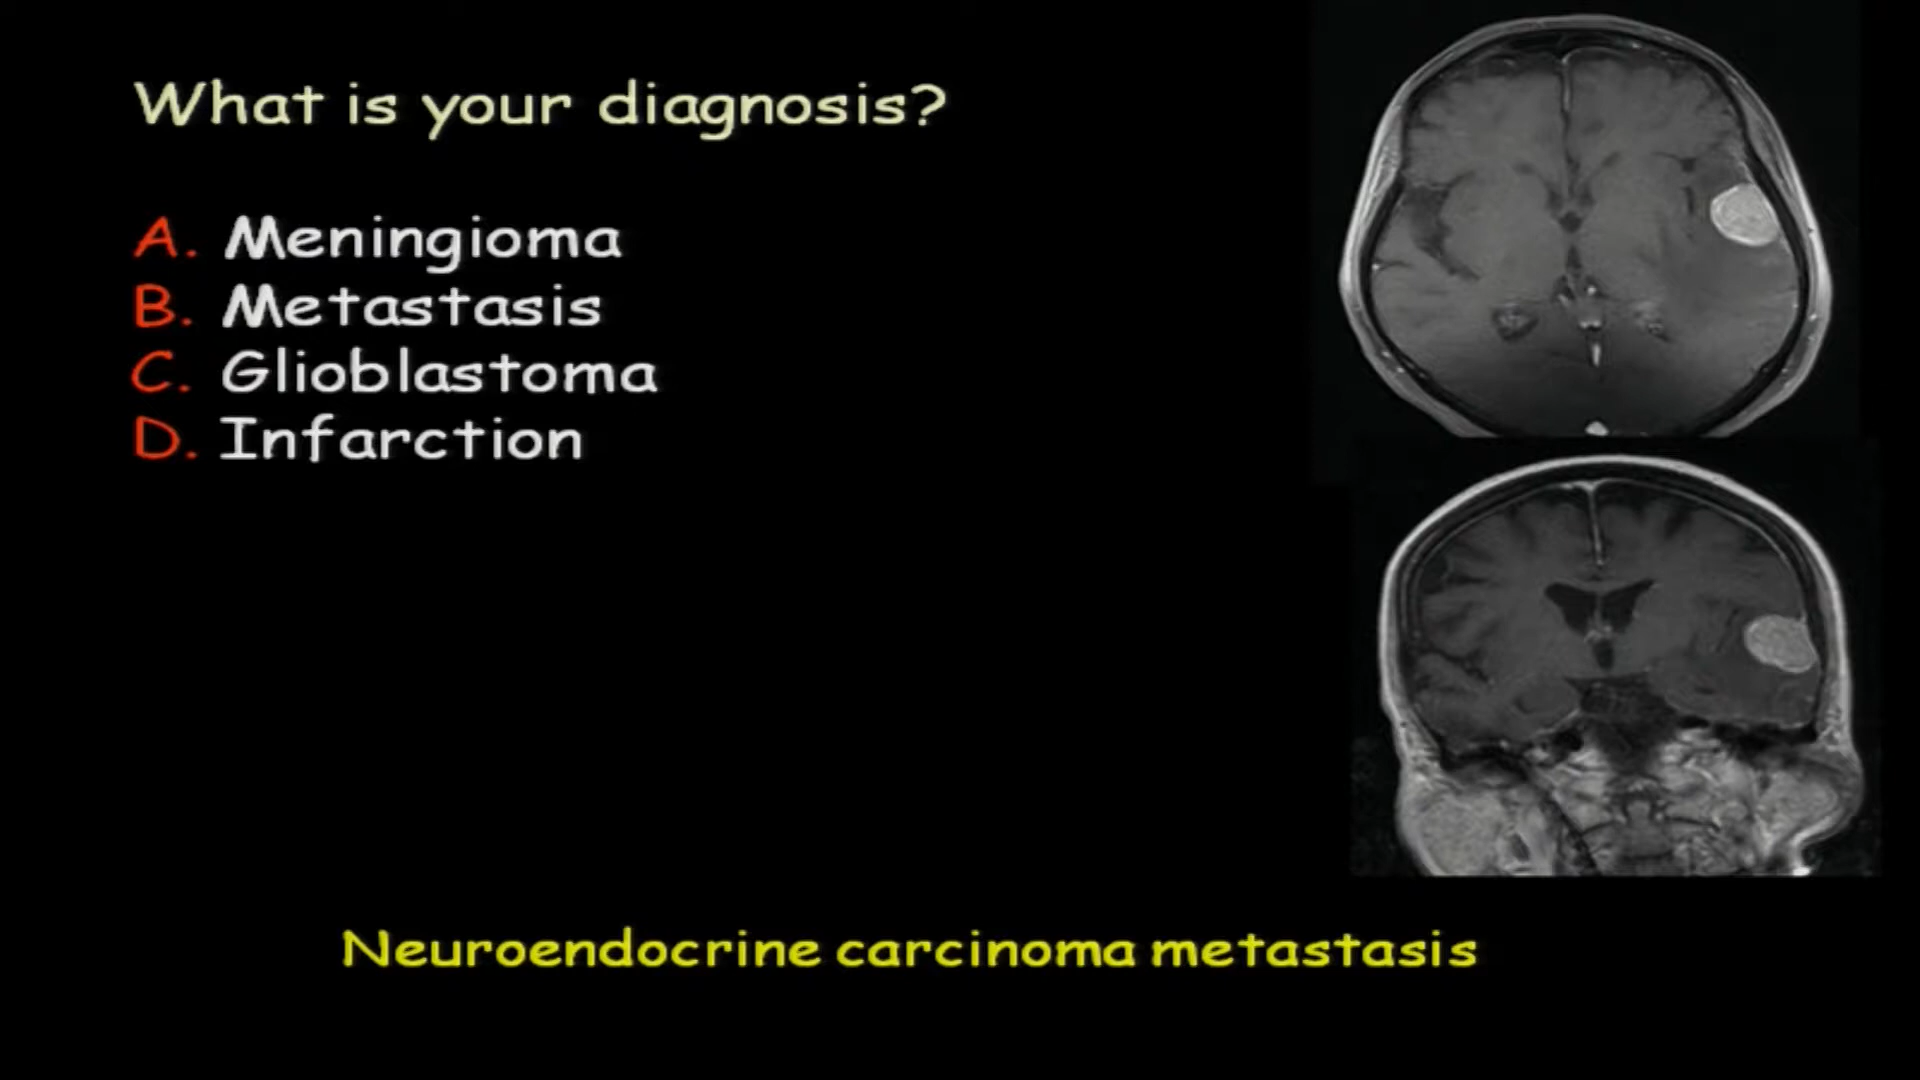 What is your diagnosis?
A. Meningioma
B. Metastasis
C. Glioblastoma
D. Infarction
Neuroendocrine carcinoma metastasis